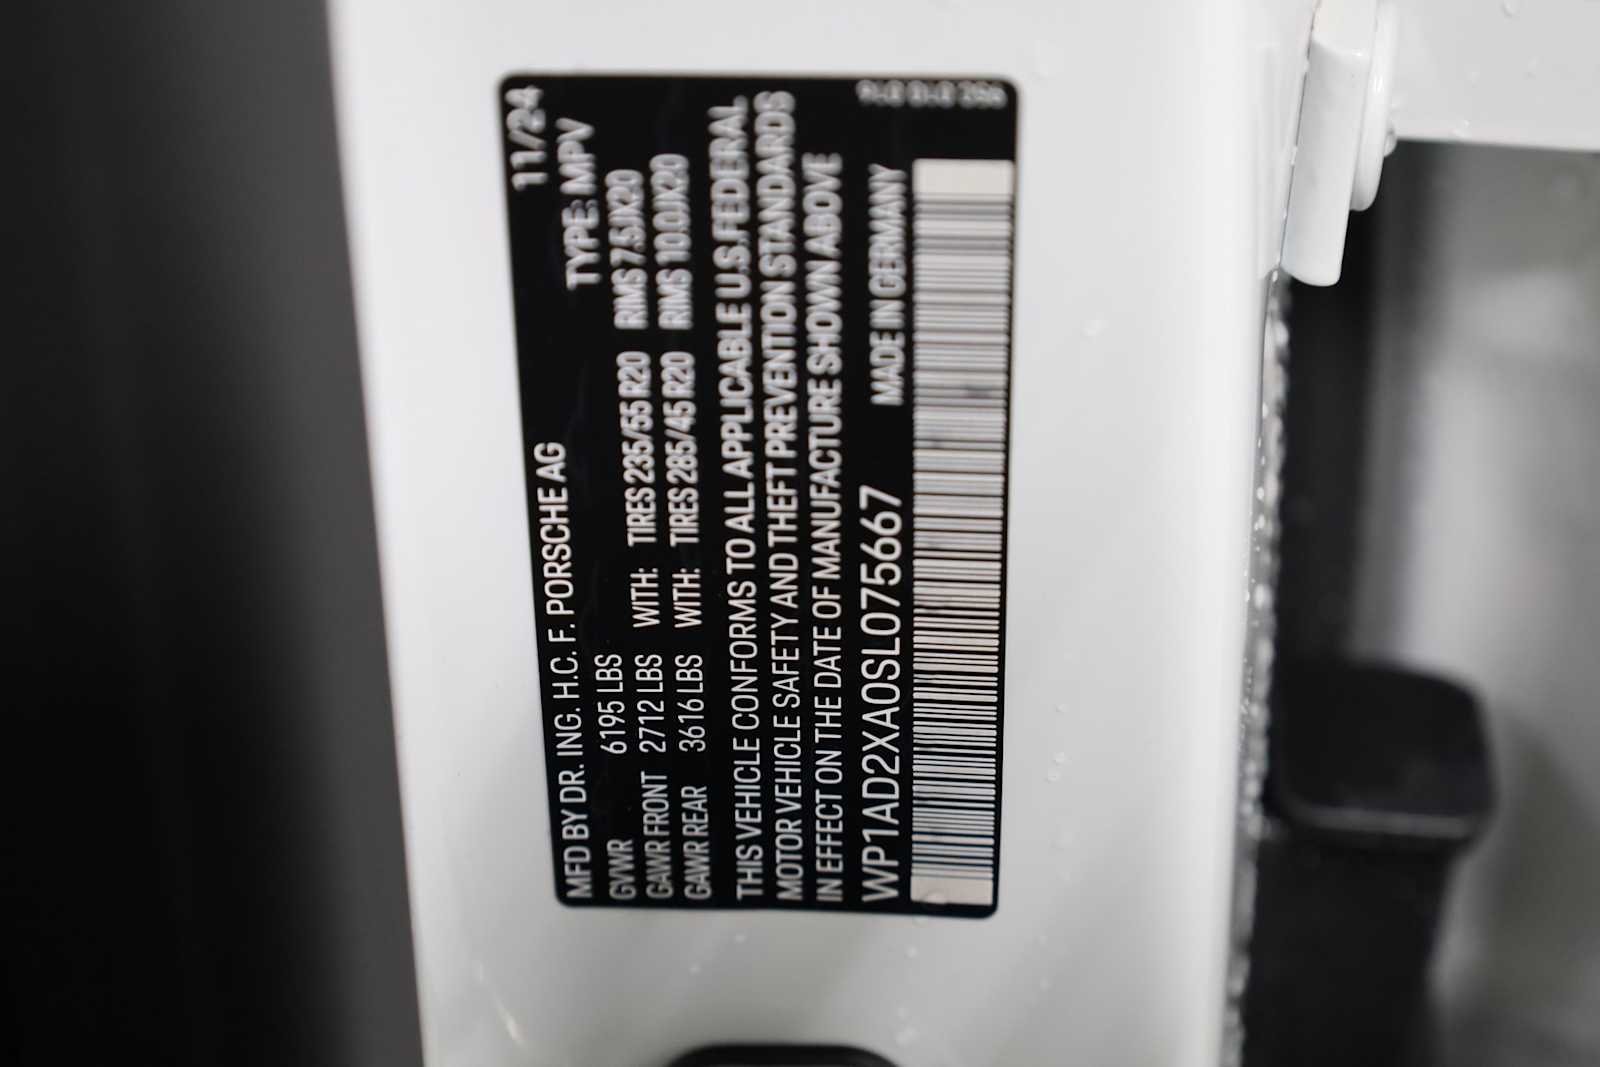 MFD BY DR. ING. H.C. F. PORSCHE AG 11/24
TYPE: MPV
GVWR 6195 LBS
GAWR FRONT 2712 LBS WITH: TIRES 235/55 R20 RIMS 7.5JX20
GAWR REAR 3616 LBS WITH: TIRES 285/45 R20 RIMS 10.0JX20
THIS VEHICLE CONFORMS TO ALL APPLICABLE U.S. FEDERAL
MOTOR VEHICLE SAFETY AND THEFT PREVENTION STANDARDS
IN EFFECT ON THE DATE OF MANUFACTURE SHOWN ABOVE
WP1AD2XA0SL075667 MADE IN GERMANY